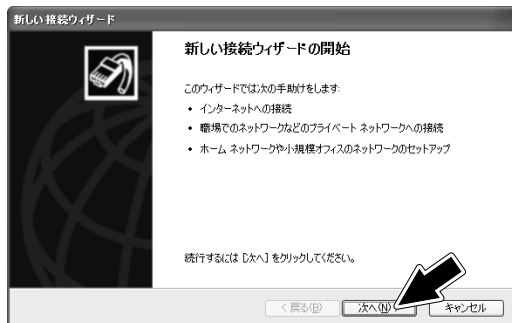 新しい接続ウィザード
新しい接続ウィザードの開始
このウィザードでは次の手助けをします:
• インターネットへの接続
• 職場でのネットワークなどのプライベート ネットワークへの接続
• ホーム ネットワークや小規模オフィスのネットワークのセットアップ
続行するには [次へ] をクリックしてください。
< 戻る(B)
次へ(N) >
キャンセル